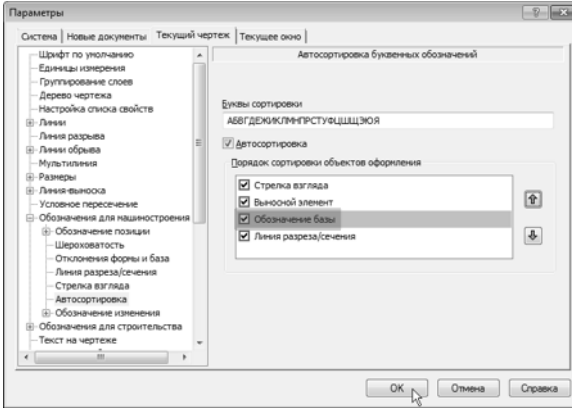 Параметры
Система
Новые документы
Текущий чертеж
Текущее окно
Шрифт по умолчанию
Единицы измерения
Группирование слоев
Дерево чертежа
Настройка списка свойств
Линии
Линия разрыва
Линии обрыва
Мультилиния
Размеры
Линия-выноска
Условное пересечение
Обозначения для машиностроения
Обозначение позиции
Шероховатость
Отклонения формы и база
Линия разреза/сечения
Стрелка взгляда
Автосортировка
Обозначение изменения
Обозначения для строительства
Текст на чертеже
Автосортировка буквенных обозначений
Буквы сортировки
АБВГДЕЖИКЛМНПРСТУФЦШЩЭЮЯ
Автосортировка
Порядок сортировки объектов оформления
Стрелка взгляда
Выносной элемент
Обозначение базы
Линия разреза/сечения
OK
Отмена
Справка